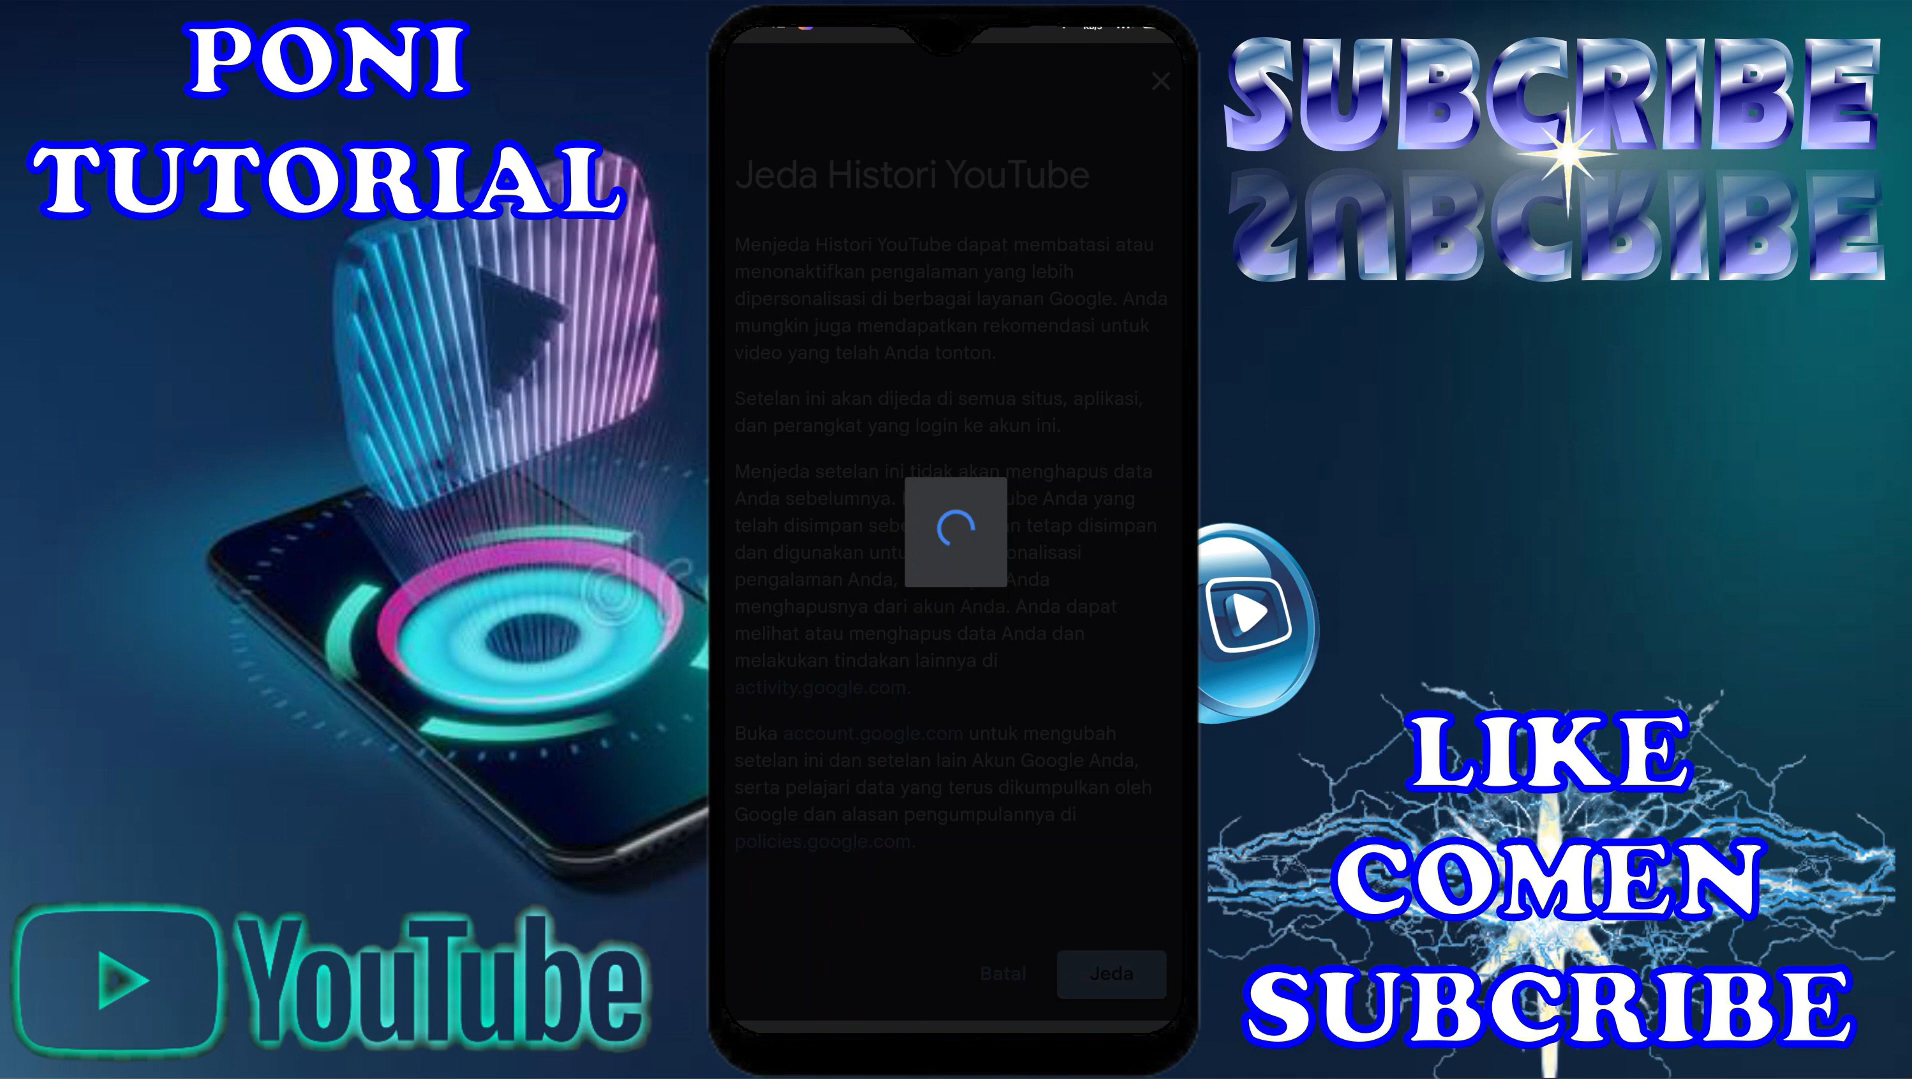 PONI
TUTORIAL
SUBCRIBE
SUBCRIBE
Jeda Histori YouTube
Menjeda Histori YouTube dapat membatasi atau
menonaktifkan pengalaman yang lebih
dipersonalisasi di berbagai layanan Google. Anda
mungkin juga mendapatkan rekomendasi untuk
video yang telah Anda tonton.
Setelan ini akan dijeda di semua situs, aplikasi,
dan perangkat yang login ke akun ini.
Menjeda setelan ini tidak akan menghapus data
Anda sebelumnya. Anda yang
telah disimpan tetap disimpan
dan digunakan
pengalaman Anda, Anda
menghapusnya dari akun Anda. Anda dapat
melihat atau menghapus data Anda dan
melakukan tindakan lainnya di
activity.google.com.
Buka account.google.com untuk mengubah
setelan ini dan setelan lain Akun Google Anda,
serta pelajari data yang terus dikumpulkan oleh
Google dan alasan pengumpulannya di
policies.google.com.
Batal
Jeda
LIKE
COMEN
SUBCRIBE
YouTube